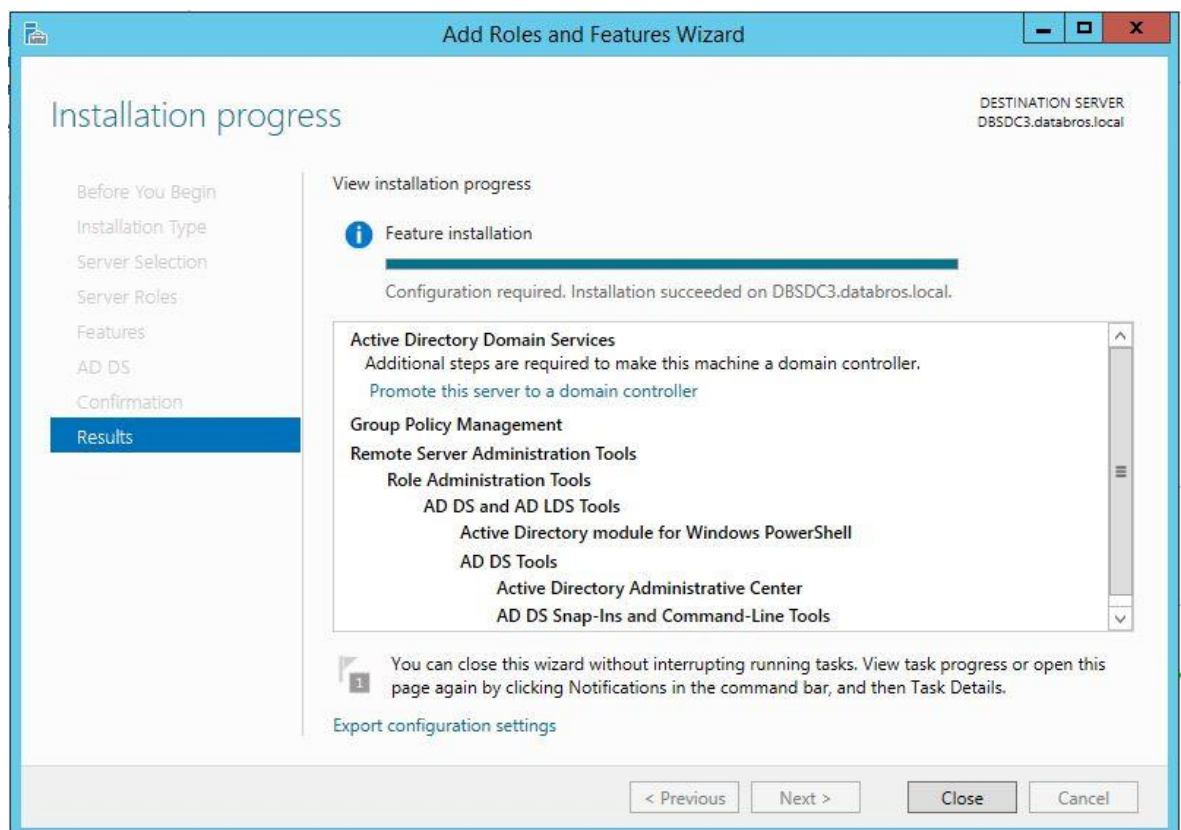 Add Roles and Features Wizard
Installation progress
DESTINATION SERVER
DBSDC3.databros.local
Before You Begin
Installation Type
Server Selection
Server Roles
Features
AD DS
Confirmation
Results
View installation progress
Feature installation
Configuration required. Installation succeeded on DBSDC3.databros.local.
Active Directory Domain Services
Additional steps are required to make this machine a domain controller.
Promote this server to a domain controller
Group Policy Management
Remote Server Administration Tools
Role Administration Tools
AD DS and AD LDS Tools
Active Directory module for Windows PowerShell
AD DS Tools
Active Directory Administrative Center
AD DS Snap-Ins and Command-Line Tools
1
You can close this wizard without interrupting running tasks. View task progress or open this
page again by clicking Notifications in the command bar, and then Task Details.
Export configuration settings
< Previous
Next >
Close
Cancel